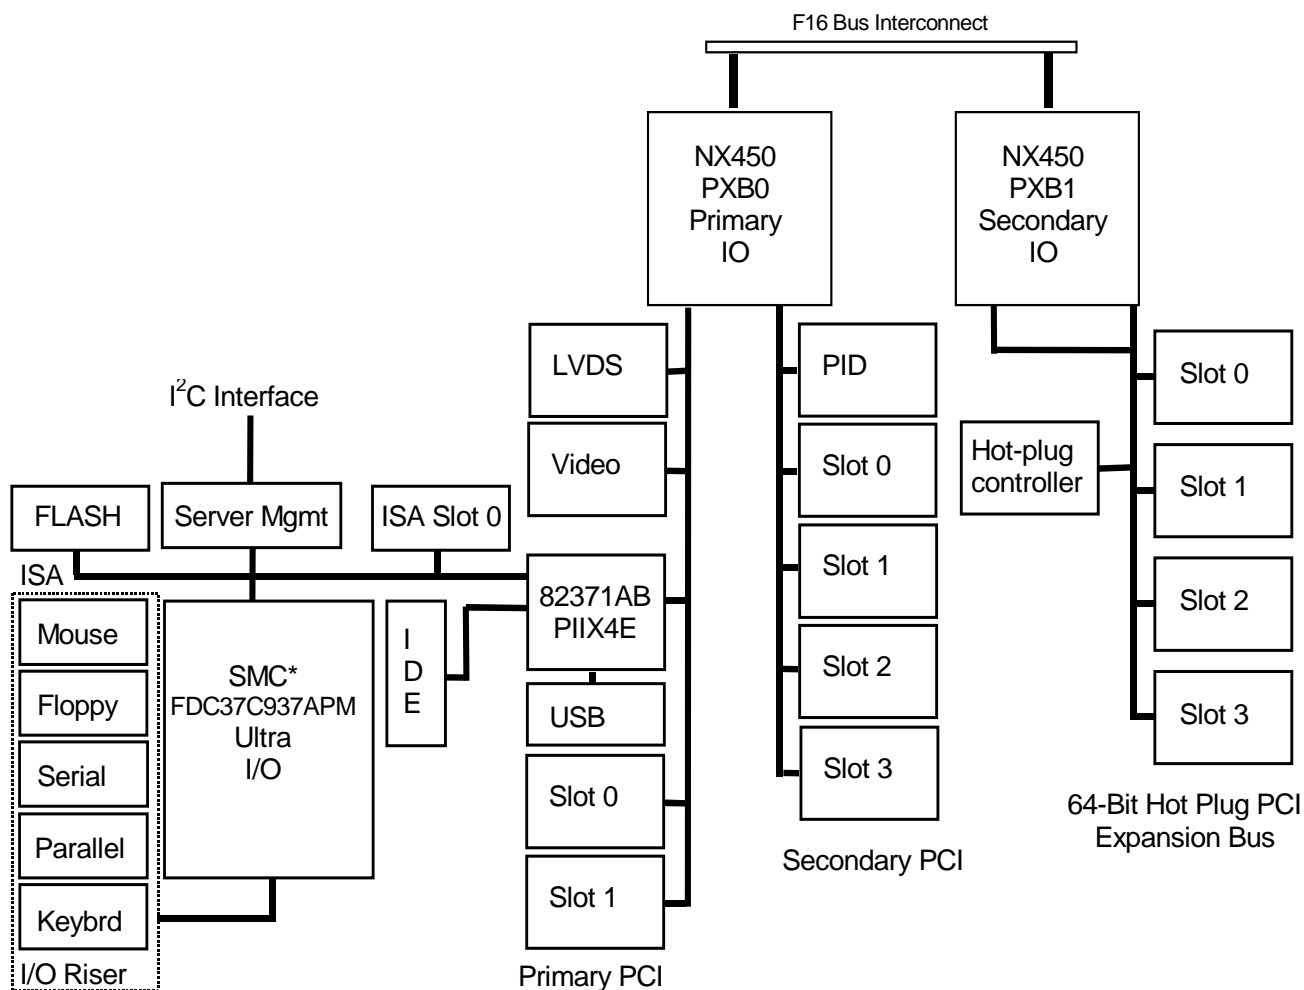 F16 Bus Interconnect
NX450
PXB0
Primary
IO
NX450
PXB1
Secondary
IO
LVDS
Video
PID
Slot 0
Slot 1
Slot 2
Slot 3
Secondary PCI
Hot-plug
controller
Slot 0
Slot 1
Slot 2
Slot 3
64-Bit Hot Plug PCI
Expansion Bus
I²C Interface
FLASH
Server Mgmt
ISA Slot 0
ISA
82371AB
PIIX4E
I
D
E
USB
Slot 0
Slot 1
Primary PCI
SMC*
FDC37C937APM
Ultra
I/O
Mouse
Floppy
Serial
Parallel
Keybrd
I/O Riser